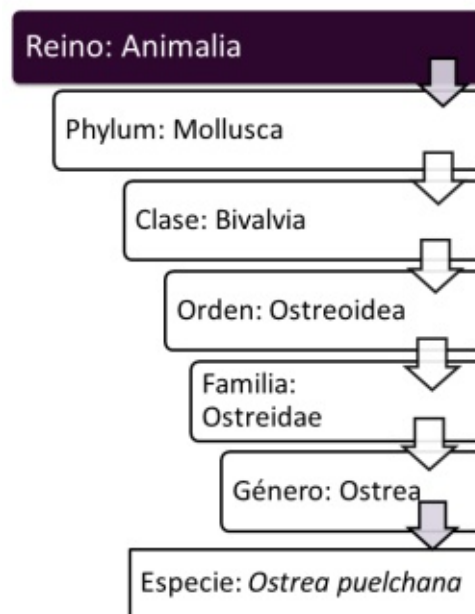 Reino: Animalia
Phylum: Mollusca
Clase: Bivalvia
Orden: Ostreoidea
Familia:
Ostreidae
Género: Ostrea
Especie: Ostrea puelchana